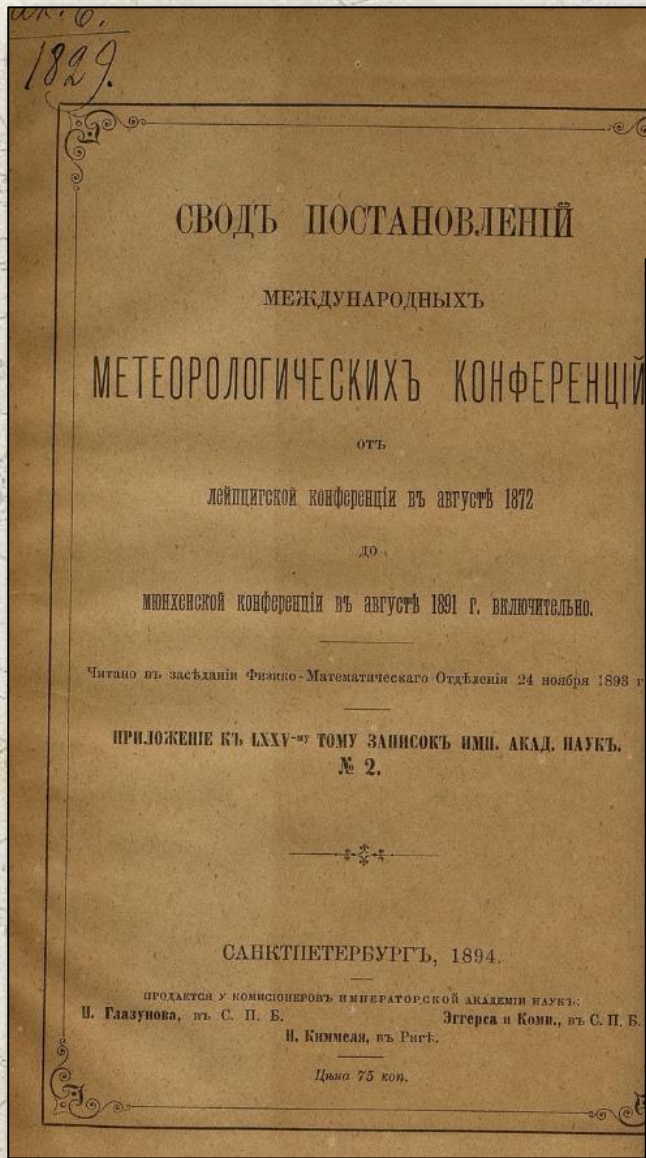 1829.
СВОДЪ ПОСТАНОВЛЕНІЙ
МЕЖДУНАРОДНЫХЪ
МЕТЕОРОЛОГИЧЕСКИХЪ КОНФЕРЕНЦІЙ
ОТЪ
лейпцигской конференціи въ августѣ 1872
ДО
мюнхенской конференціи въ августѣ 1891 г. включительно.
Читано въ засѣданіи Физико-Математическаго Отдѣленія 24 ноября 1893 г
ПРИЛОЖЕНІЕ КЪ LXXV-му ТОМУ ЗАПИСОКЪ ИМП. АКАД. НАУКЪ.
№ 2.
САНКТПЕТЕРБУРГЪ, 1894.
ПРОДАЕТСЯ У КОМИСІОНЕРОВЪ ИМПЕРАТОРСКОЙ АКАДЕМІИ НАУКЪ:
И. Глазунова, въ С. П. Б. Эггерса и Комп., въ С. П. Б.
Н. Киммеля, въ Ригѣ.
Цѣна 75 коп.